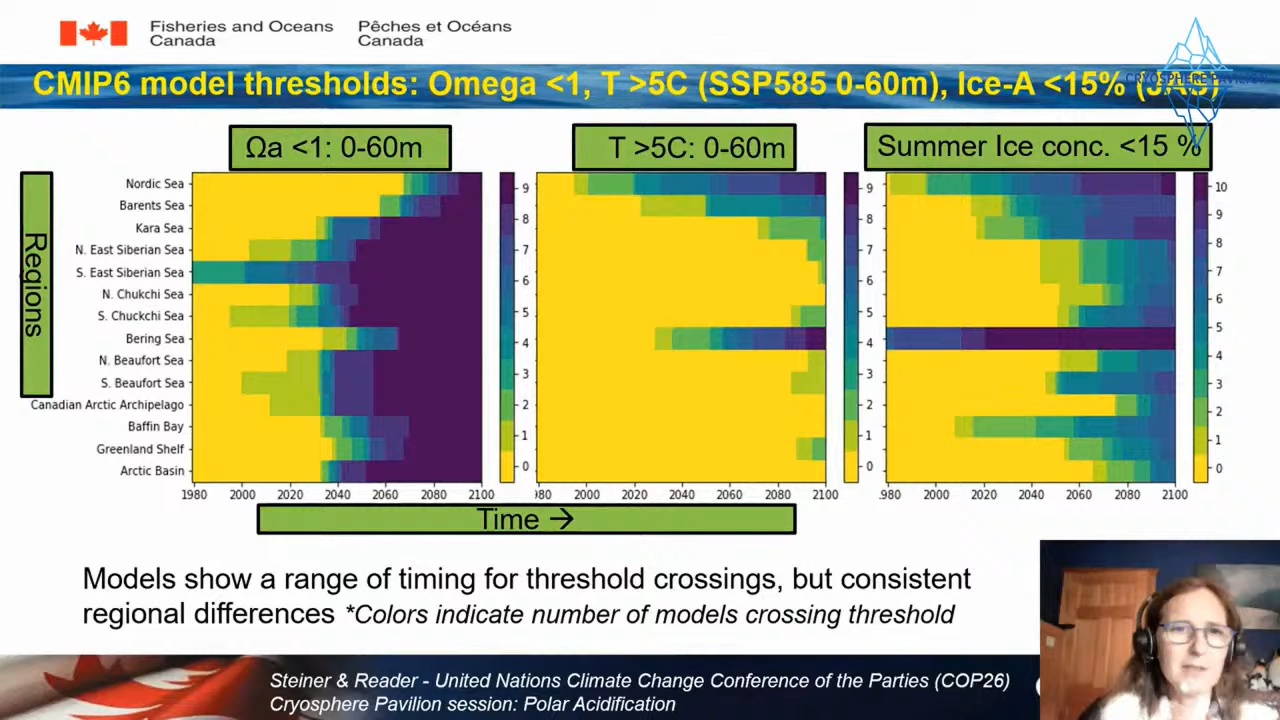 Fisheries and Oceans Canada
Pêches et Océans Canada
CRYOSPHERE PAVILION
CMIP6 model thresholds: Omega <1, T >5C (SSP585 0-60m), Ice-A <15% (JAS)
Ωa <1: 0-60m
T >5C: 0-60m
Summer Ice conc. <15 %
Regions
Nordic Sea
Barents Sea
Kara Sea
N. East Siberian Sea
S. East Siberian Sea
N. Chukchi Sea
S. Chuckchi Sea
Bering Sea
N. Beaufort Sea
S. Beaufort Sea
Canadian Arctic Archipelago
Baffin Bay
Greenland Shelf
Arctic Basin
1980 2000 2020 2040 2060 2080 2100
9
8
7
6
5
4
3
2
1
0
980 2000 2020 2040 2060 2080 2100
9
8
7
6
5
4
3
2
1
0
980 2000 2020 2040 2060 2080 2100
10
9
8
7
6
5
4
3
2
1
0
Time →
Models show a range of timing for threshold crossings, but consistent
regional differences *Colors indicate number of models crossing threshold
Steiner & Reader - United Nations Climate Change Conference of the Parties (COP26)
Cryosphere Pavilion session: Polar Acidification